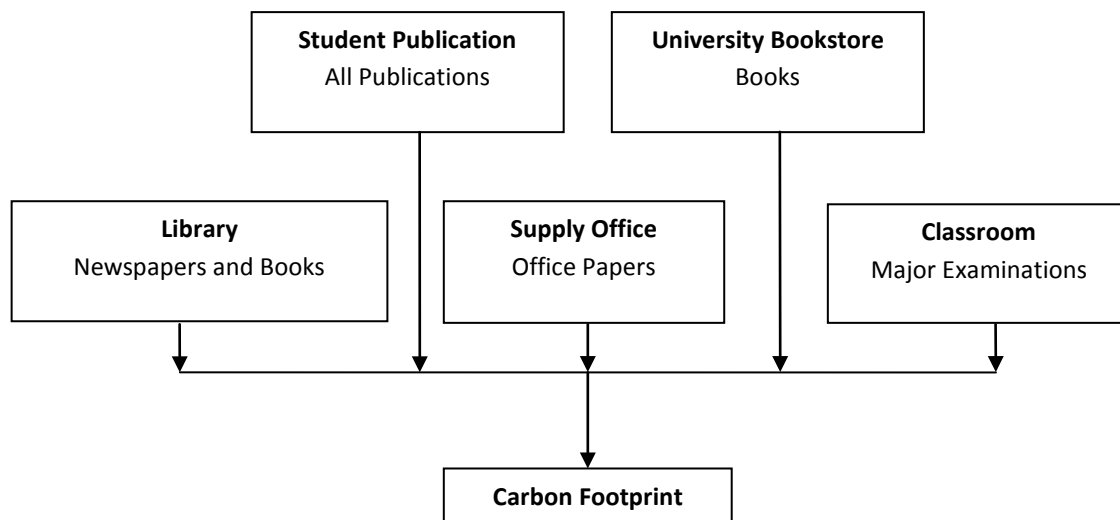 Student Publication
All Publications
University Bookstore
Books
Library
Newspapers and Books
Supply Office
Office Papers
Classroom
Major Examinations
Carbon Footprint